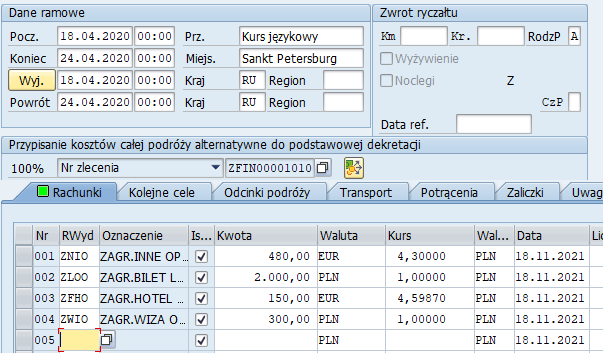 Dane ramowe
Pocz. 18.04.2020 00:00 Prz. Kurs językowy
Koniec 24.04.2020 00:00 Miejs. Sankt Petersburg
Wyj. 18.04.2020 00:00 Kraj RU Region
Powrót 24.04.2020 00:00 Kraj RU Region
Zwrot ryczałtu
Km Kr. RodzP A
Wyżywienie
Noclegi Z
CzP
Data ref.
Przypisanie kosztów całej podróży alternatywne do podstawowej dekretacji
100% Nr zlecenia ZFIN00001010
Rachunki Kolejne cele Odcinki podróży Transport Potrącenia Zaliczki Uwag
Nr RWyd Oznaczenie Is... Kwota Waluta Kurs Wal... Data Lic
001 ZNIO ZAGR.INNE OP... 480,00 EUR 4,30000 PLN 18.11.2021
002 ZLOO ZAGR.BILET L... 2.000,00 PLN 1,00000 PLN 18.11.2021
003 ZFHO ZAGR.HOTEL ... 150,00 EUR 4,59870 PLN 18.11.2021
004 ZWIO ZAGR.WIZA O... 300,00 PLN 1,00000 PLN 18.11.2021
005 PLN PLN 18.11.2021